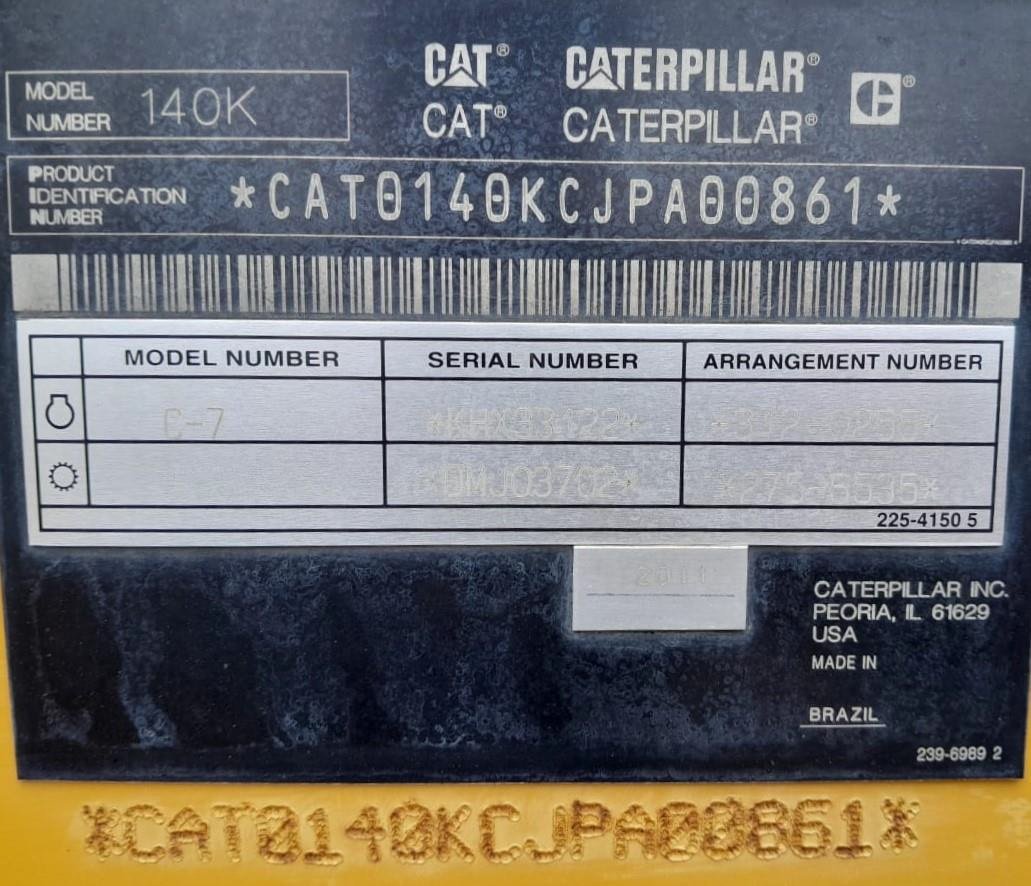 CAT® CATERPILLAR® CE®
CAT® CATERPILLAR®
MODEL NUMBER 140K
PRODUCT IDENTIFICATION NUMBER *CAT0140KCJPA00861*
MODEL NUMBER SERIAL NUMBER ARRANGEMENT NUMBER
C-7 *KHX33422*
*DMJ03702* *275-5535*
225-4150 5
2011
CATERPILLAR INC.
PEORIA, IL 61629
USA
MADE IN
BRAZIL
239-6989 2
*CAT0140KCJPA00861*